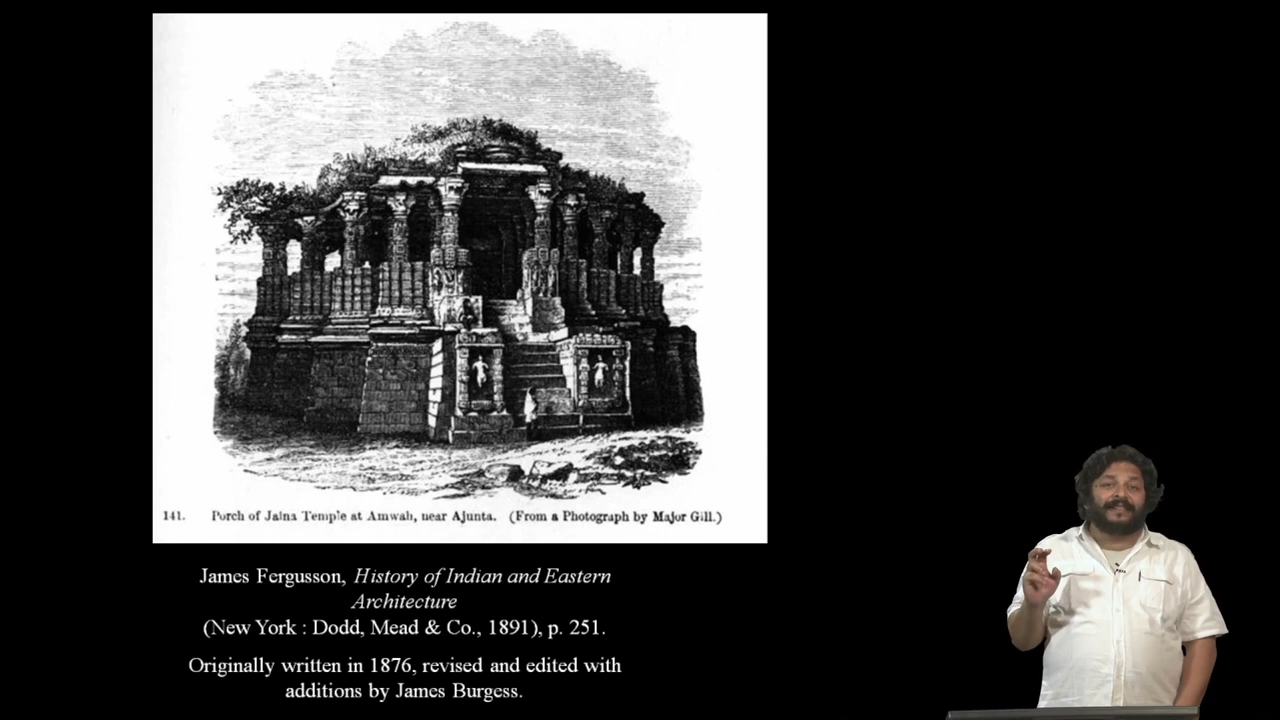 141. Porch of Jaina Temple at Amwah, near Ajunta. (From a Photograph by Major Gill.)
James Fergusson, History of Indian and Eastern
Architecture
(New York : Dodd, Mead & Co., 1891), p. 251.
Originally written in 1876, revised and edited with
additions by James Burgess.